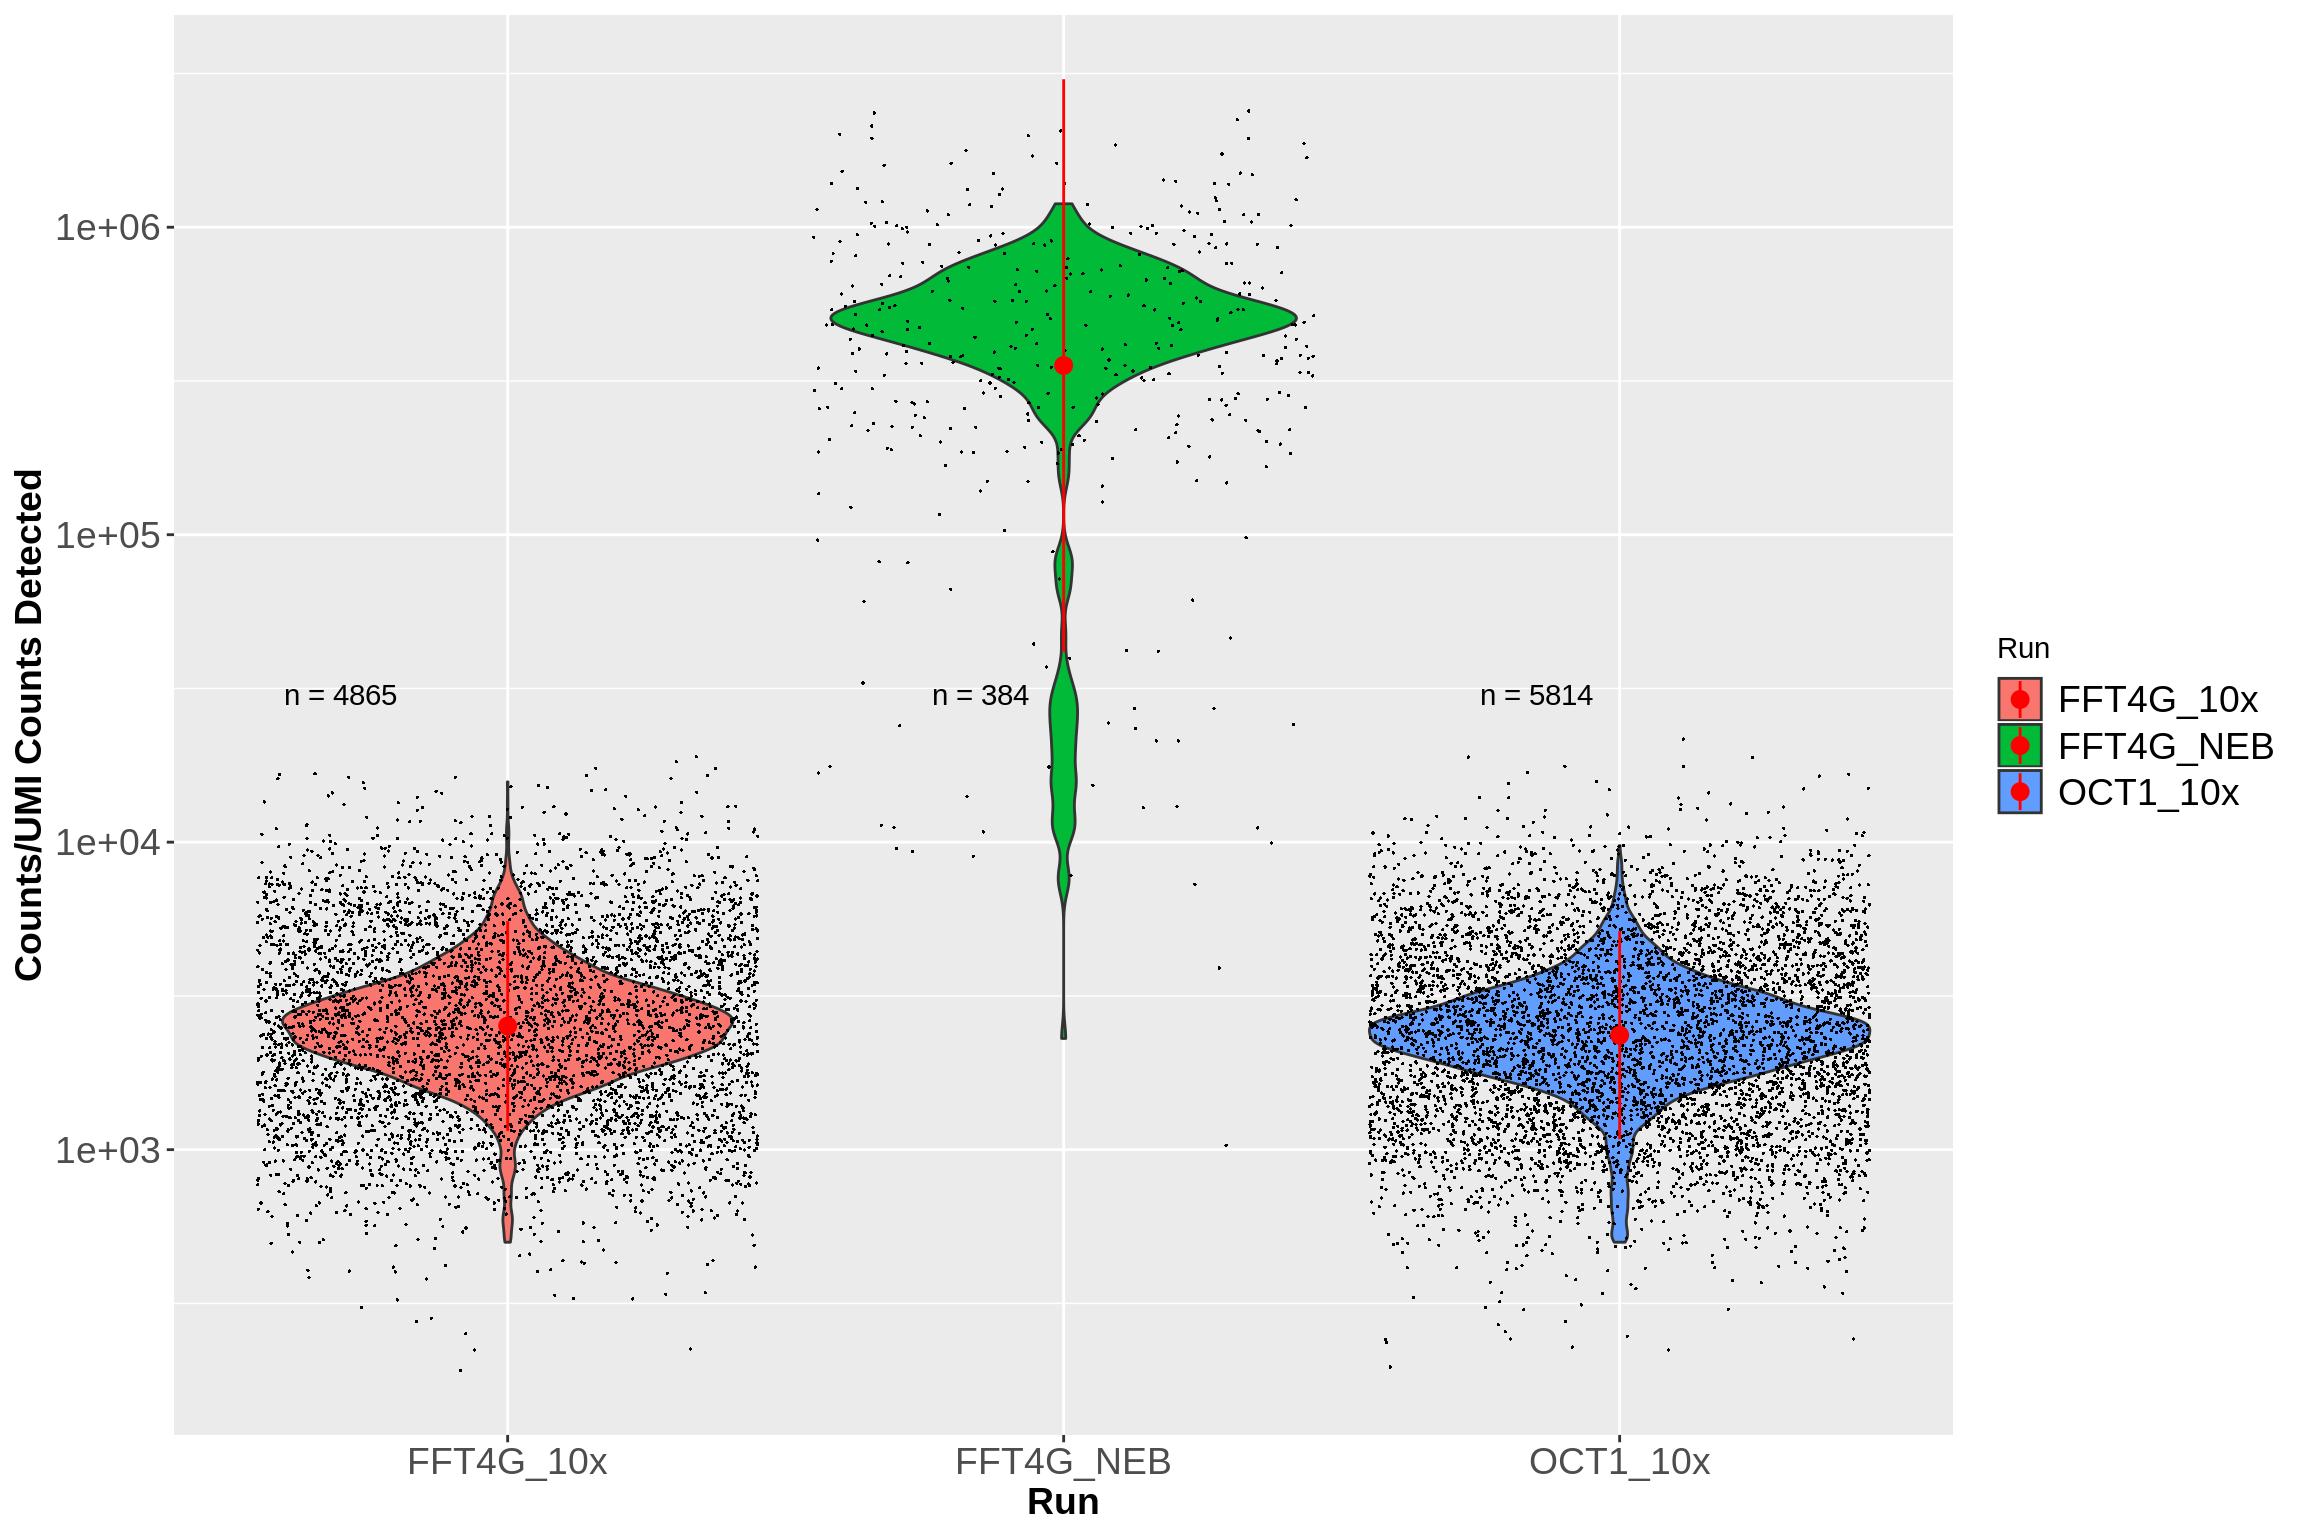 Counts/UMI Counts Detected
1e+06
1e+05
1e+04
1e+03
n = 4865
n = 384
n = 5814
FFT4G_10x
FFT4G_NEB
OCT1_10x
Run
Run
FFT4G_10x
FFT4G_NEB
OCT1_10x